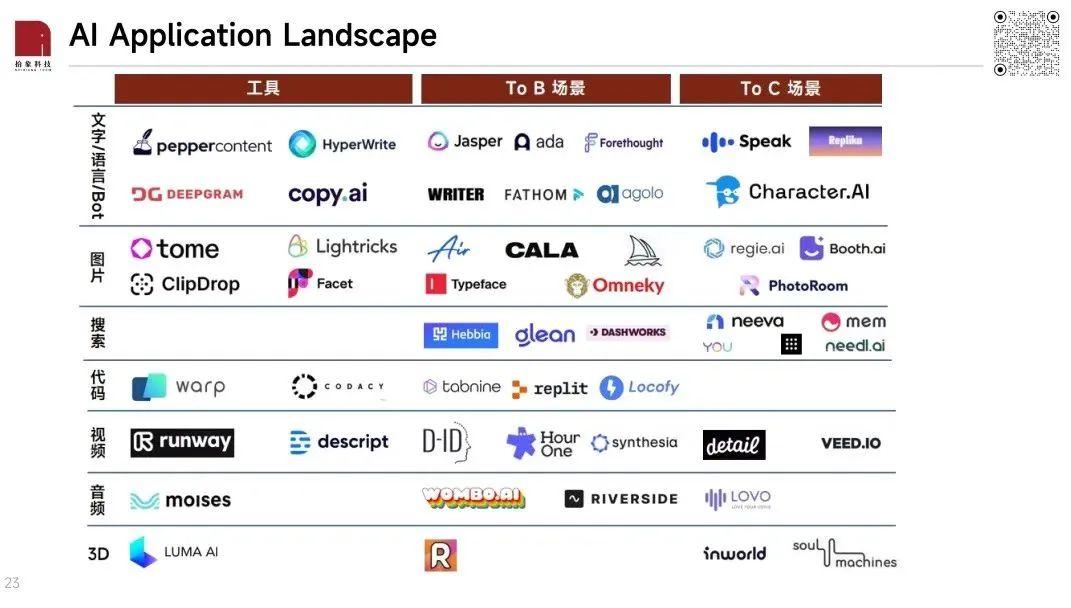 AI Application Landscape
拾象科技
工具 To B 场景 To C 场景
文字/语言/Bot
peppercontent HyperWrite Jasper ada Forethought Speak Replika
DEEPGRAM copy.ai WRITER FATHOM agolo Character.AI
图片
tome Lightricks Air CALA regie.ai Booth.ai
ClipDrop Facet Typeface Omneky PhotoRoom
搜索
Hebbia glean DASHWORKS neeva mem
YOU needl.ai
代码
warp CODACY tabnine replit Locofy
视频
runway descript D-ID Hour One synthesia detail VEED.IO
音频
moises WOMBO.AI RIVERSIDE LOVO
3D LUMA AI R inworld soul machines
23